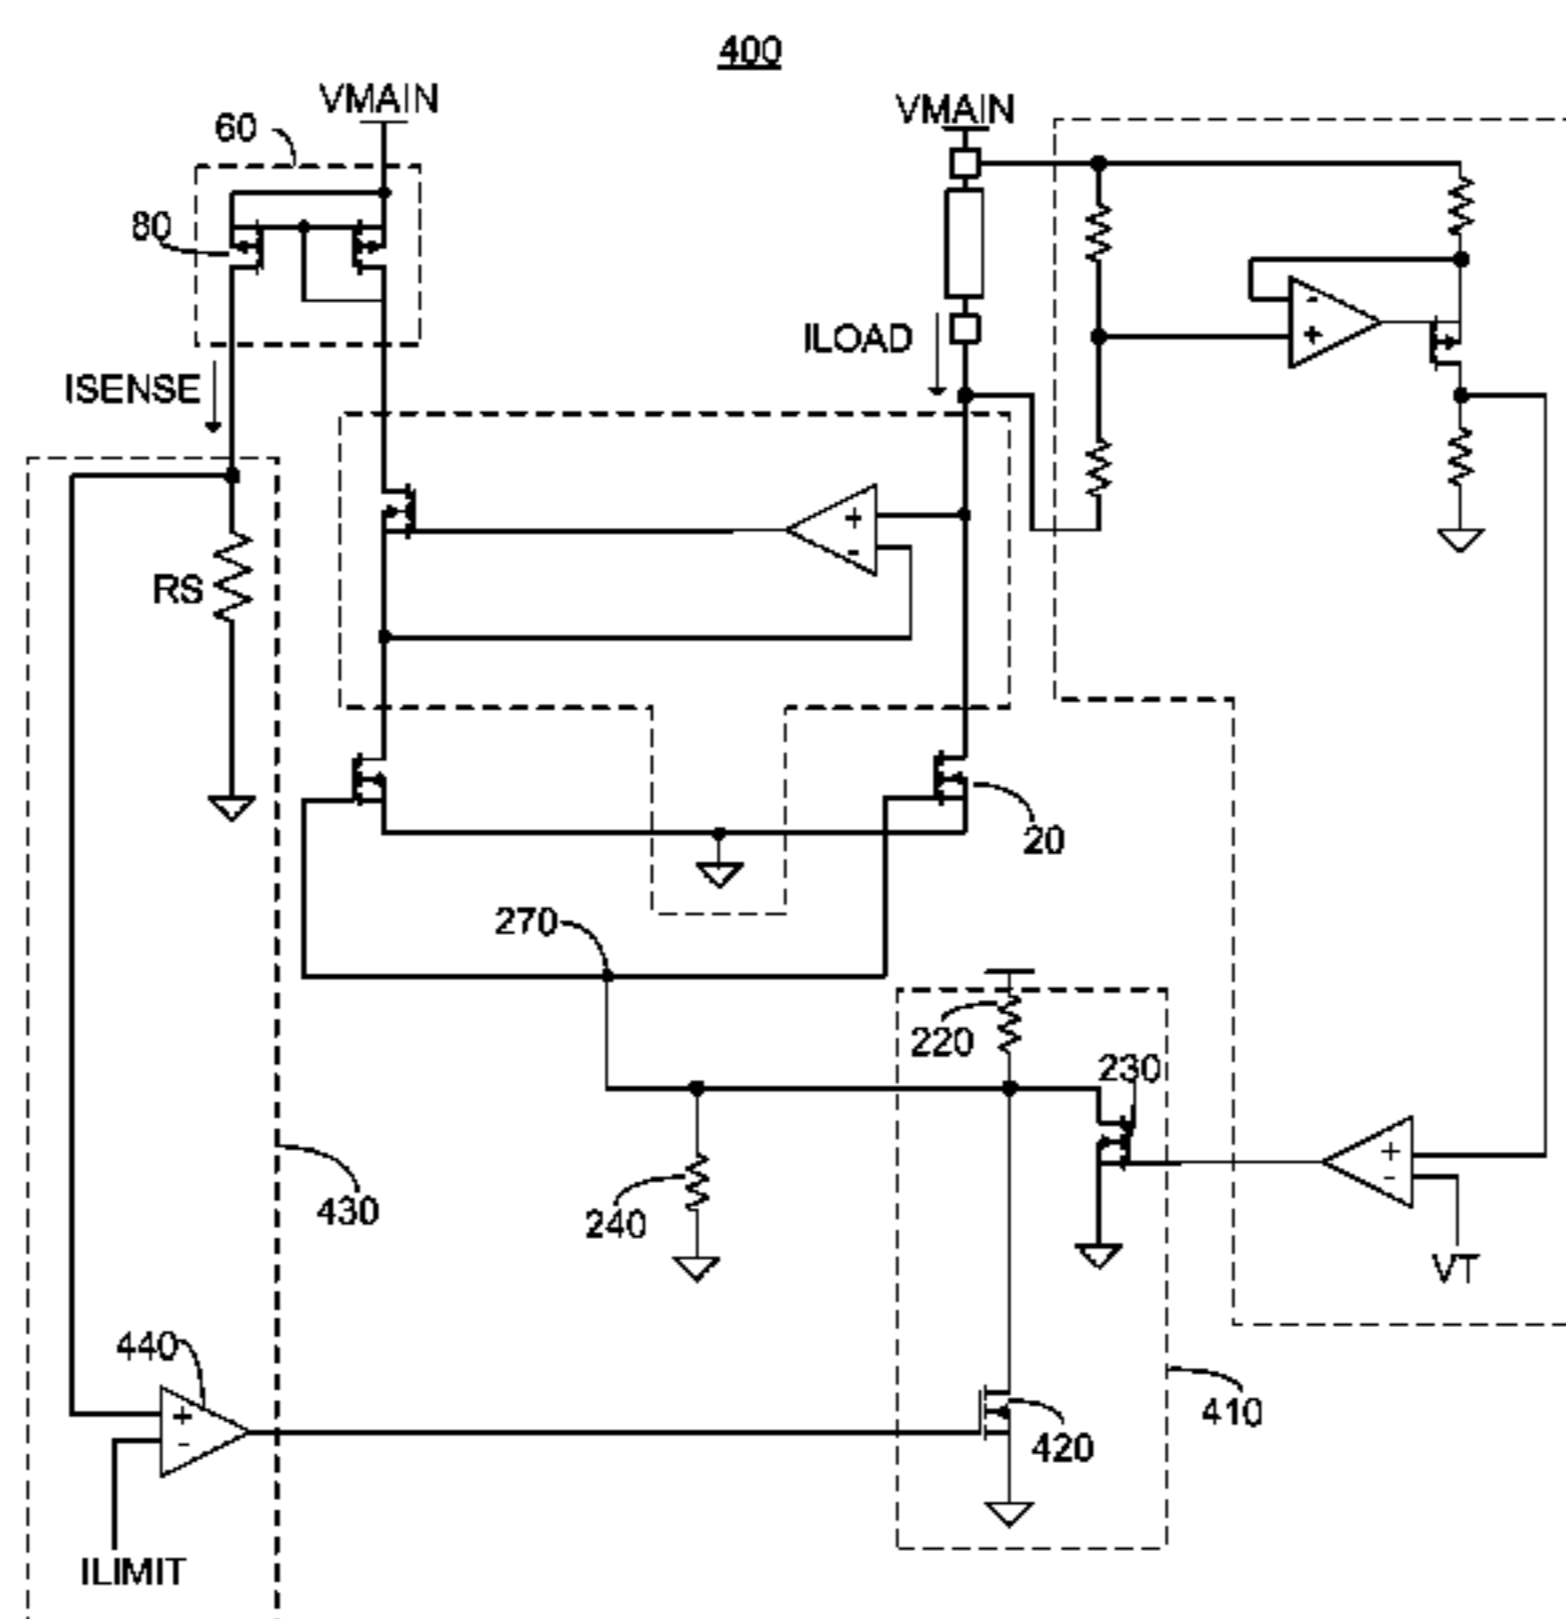 400
VMAIN
VMAIN
60
80
ISENSE
ILOAD
-
+
+
-
RS
20
270
220
230
+
-
240
430
VT
440
+
-
410
420
ILIMIT